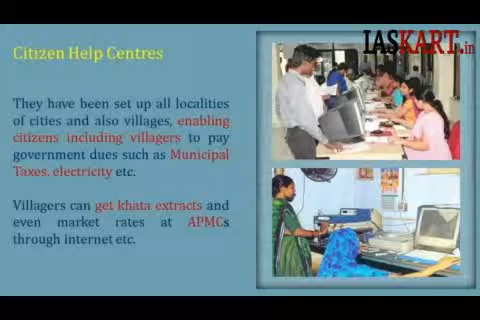 IASKART.in
Citizen Help Centres
They have been set up all localities
of cities and also villages, enabling
citizens including villagers to pay
government dues such as Municipal
Taxes, electricity etc.
Villagers can get khata extracts and
even market rates at APMCs
through internet etc.